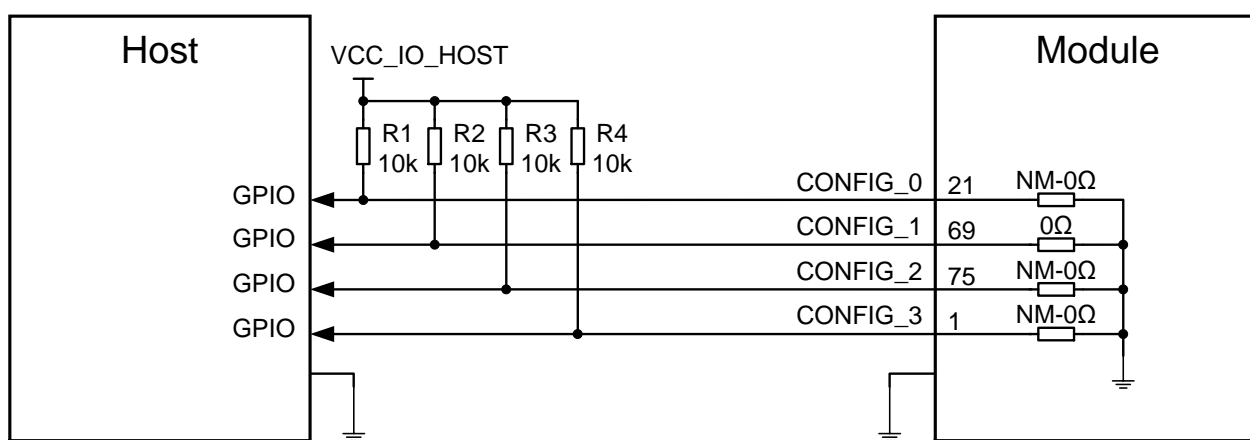 Host
Module
VCC_IO_HOST
R1 R2 R3 R4
10k 10k 10k 10k
GPIO CONFIG_0 21 NM-0Ω
GPIO CONFIG_1 69 0Ω
GPIO CONFIG_2 75 NM-0Ω
GPIO CONFIG_3 1 NM-0Ω